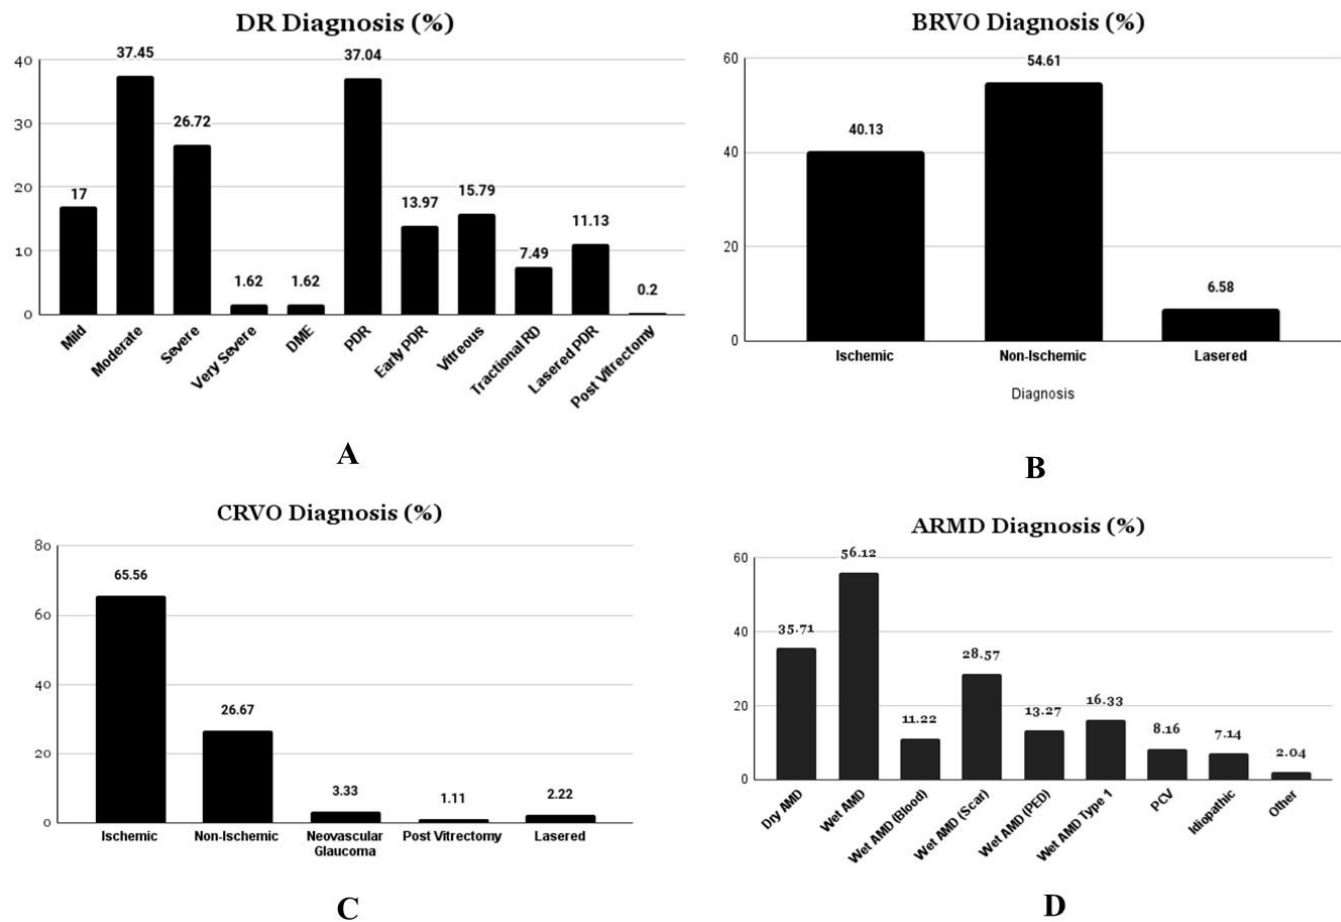 DR Diagnosis (%)
40
30
20
10
0
17
37.45
26.72
1.62
1.62
37.04
13.97
15.79
7.49
11.13
0.2
Mild
Moderate
Severe
Very Severe
DME
PDR
Early PDR
Vitreous
Tractional RD
Lasered PDR
Post Vitrectomy
A
BRVO Diagnosis (%)
60
40
20
0
40.13
54.61
6.58
Ischemic
Non-Ischemic
Lasered
Diagnosis
B
CRVO Diagnosis (%)
80
60
40
20
0
65.56
26.67
3.33
1.11
2.22
Ischemic
Non-Ischemic
Neovascular
Glaucoma
Post Vitrectomy
Lasered
C
ARMD Diagnosis (%)
60
40
20
0
35.71
56.12
11.22
28.57
13.27
16.33
8.16
7.14
2.04
Dry AMD
Wet AMD
Wet AMD (Blood)
Wet AMD (Scar)
Wet AMD (PED)
Wet AMD Type 1
PCV
Idiopathic
Other
D